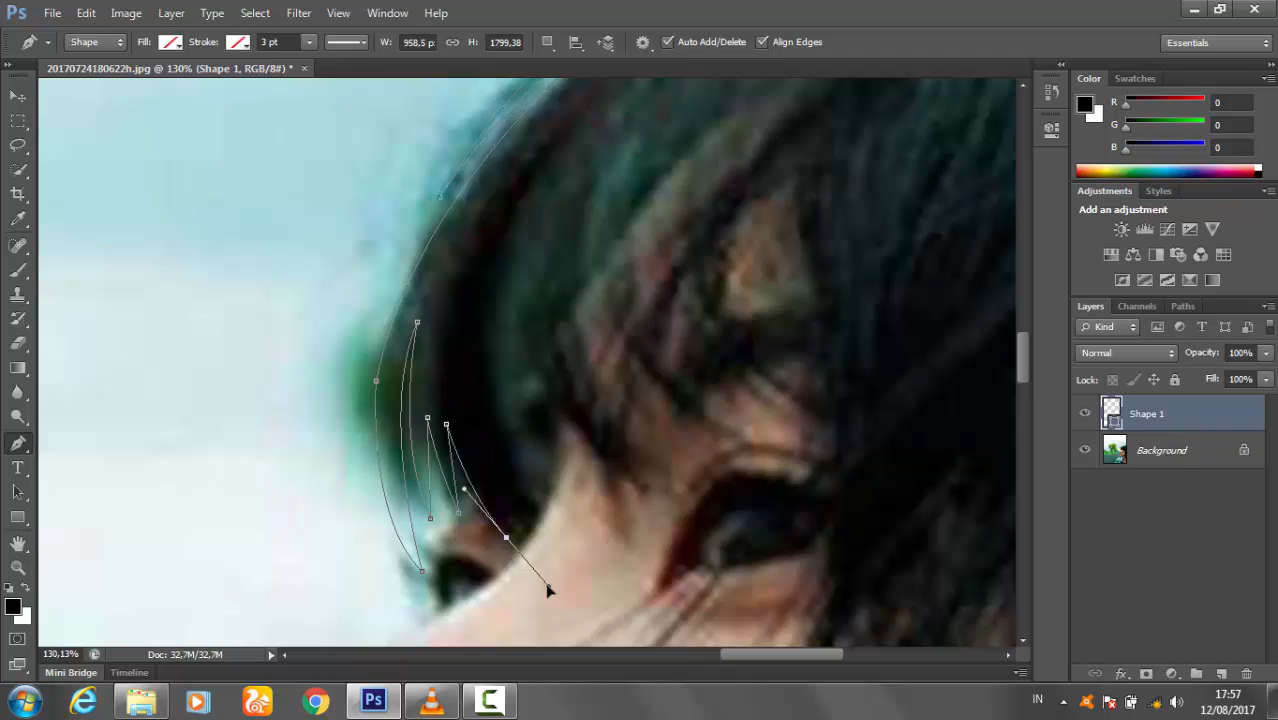 Ps File Edit Image Layer Type Select Filter View Window Help
Shape Fill: Stroke: 3 pt W: 958,5 p: H: 1799,38 Auto Add/Delete Align Edges Essentials
20170724180622h.jpg @ 130% (Shape 1, RGB/8#) * ×
Color Swatches
R 0
G 0
B 0
Adjustments Styles
Add an adjustment
Layers Channels Paths
Kind
Normal Opacity: 100%
Lock: Fill: 100%
Shape 1
Background
T
130,13% Doc: 32,7M/32,7M
Mini Bridge Timeline
Ps IN 17:57
12/08/2017